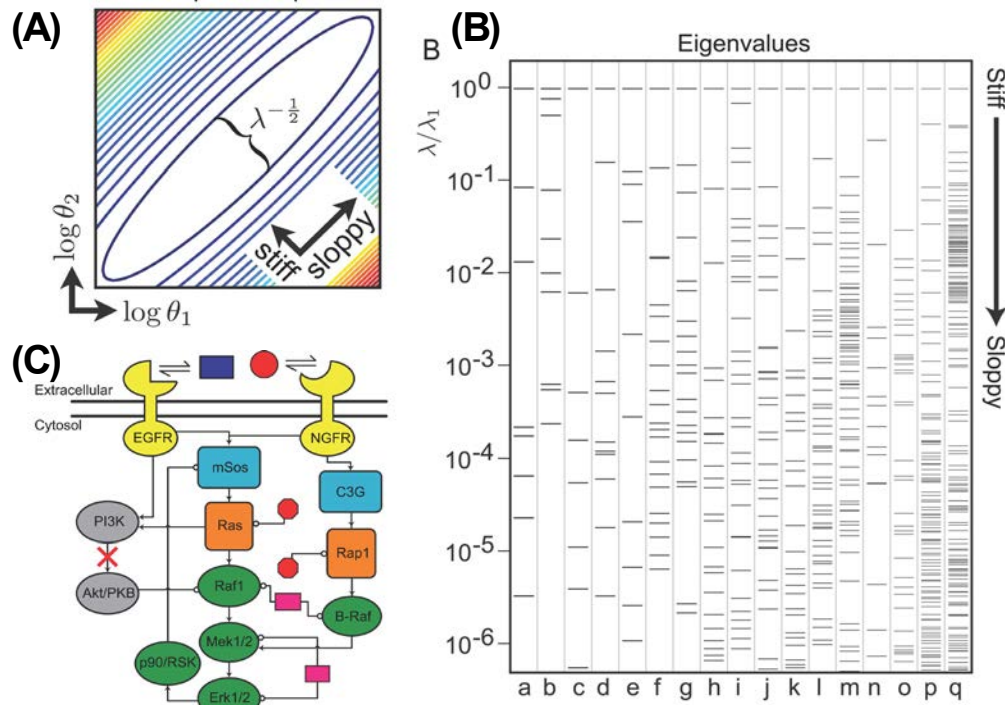 (A)
λ^{-1/2}
stiff
sloppy
log θ2
log θ1
(B)
B
Eigenvalues
λ/λ1
10^0
10^-1
10^-2
10^-3
10^-4
10^-5
10^-6
Stiff
Sloppy
a b c d e f g h i j k l m n o p q
(C)
Extracellular
Cytosol
EGFR
NGFR
mSos
C3G
PI3K
Ras
Rap1
Akt/PKB
Raf1
B-Raf
Mek1/2
p90/RSK
Erk1/2